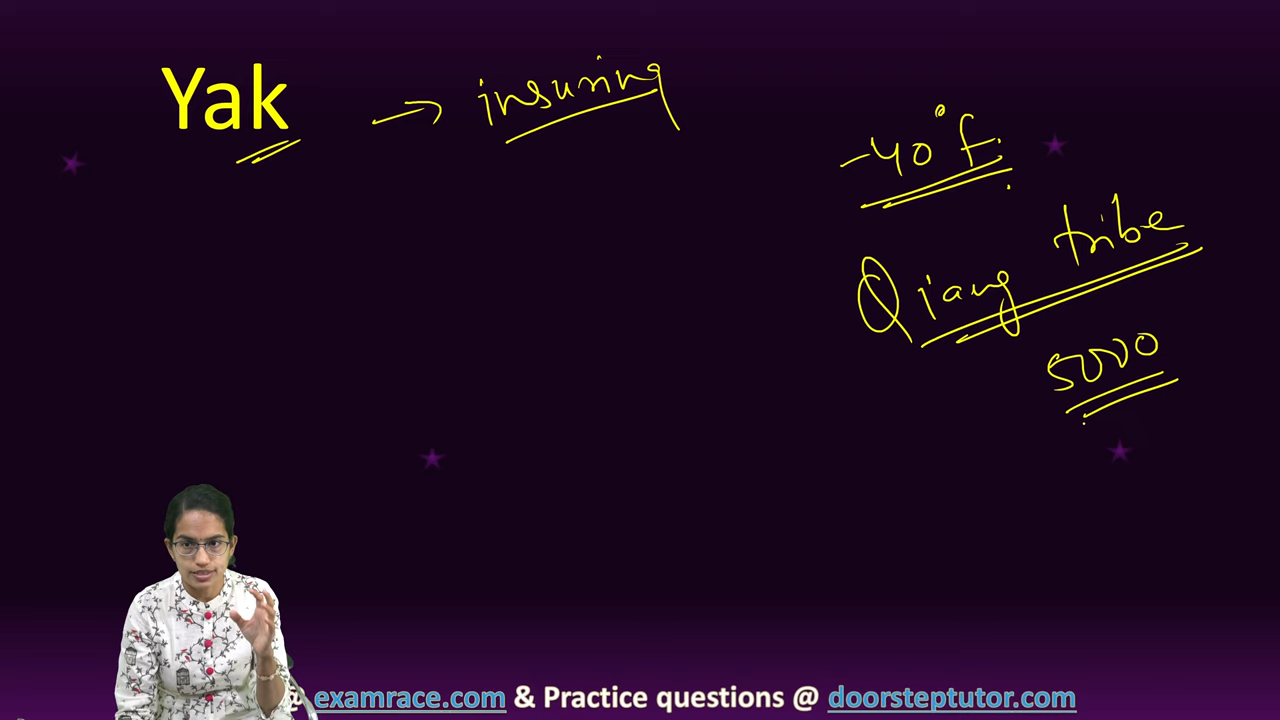 Yak → insuring
-40°F
Qiang tribe
5000
@ examrace.com & Practice questions @ doorsteptutor.com